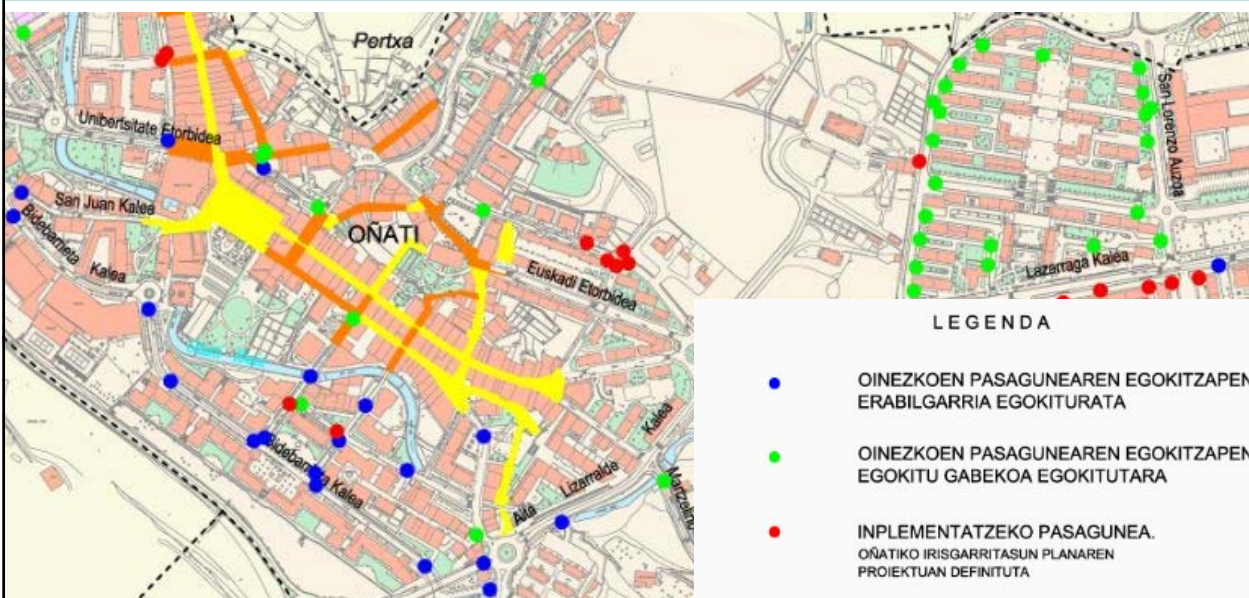 Pertxa
Unibertsitate Etorbidea
San Juan Kalea
Bidebarrieta
Kalea
OÑATI
Euskadi Etorbidea
San Lorenzo Auzoa
Lazarraga Kalea
Bidebarrieta Kalea
Kalea
Lizarralde
Aita
LEGENDA
OINEZKOEN PASAGUNEAREN EGOKITZAPEN
ERABILGARRIA EGOKITURATA
OINEZKOEN PASAGUNEAREN EGOKITZAPEN
EGOKITU GABEKOA EGOKITUTARA
INPLEMENTATZEKO PASAGUNEA.
OÑATIKO IRISGARRITASUN PLANAREN
PROIEKTUAN DEFINITUTA